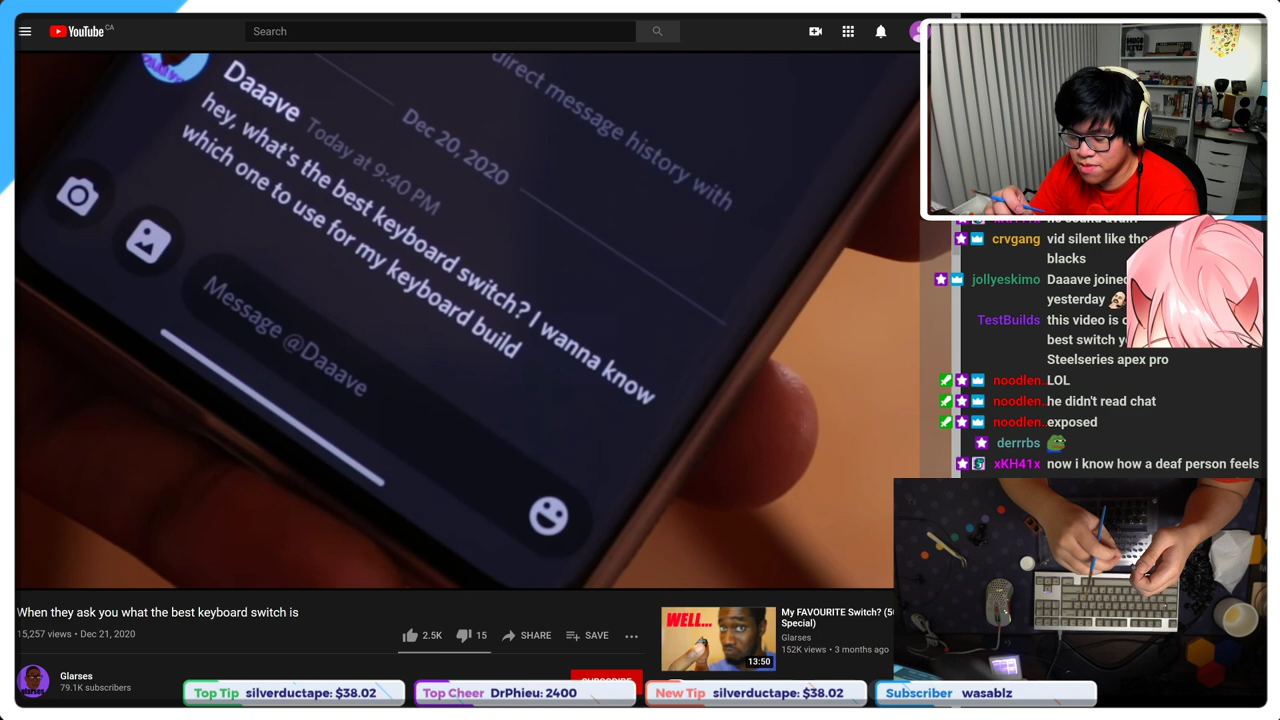 YouTube CA
Search
direct message history with
Dec 20, 2020
Daaave Today at 9:40 PM
hey, what's the best keyboard switch? I wanna know
which one to use for my keyboard build
Message @Daaave
When they ask you what the best keyboard switch is
15,257 views • Dec 21, 2020
2.5K
15
SHARE
SAVE
Glarses
79.1K subscribers
SUBSCRIBE
WELL...
13:50
My FAVOURITE Switch? (50
Special)
Glarses
152K views • 3 months ago
crvgang vid silent like
blacks
jollyeskimo Daaave joined
yesterday
TestBuilds this video is
best switch
Steelseries apex pro
noodlen.. LOL
noodlen.. he didn't read chat
noodlen.. exposed
derrrbs
xKH41x now i know how a deaf person feels
Top Tip silverductape: $38.02
Top Cheer DrPhieu: 2400
New Tip silverductape: $38.02
Subscriber wasablz